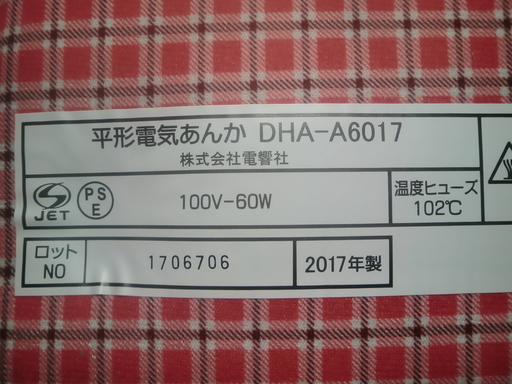 平形電気あんか DHA-A6017
株式会社電響社
JET
PS
E
100V-60W
温度ヒューズ
102℃
ロット
NO
1706706
2017年製